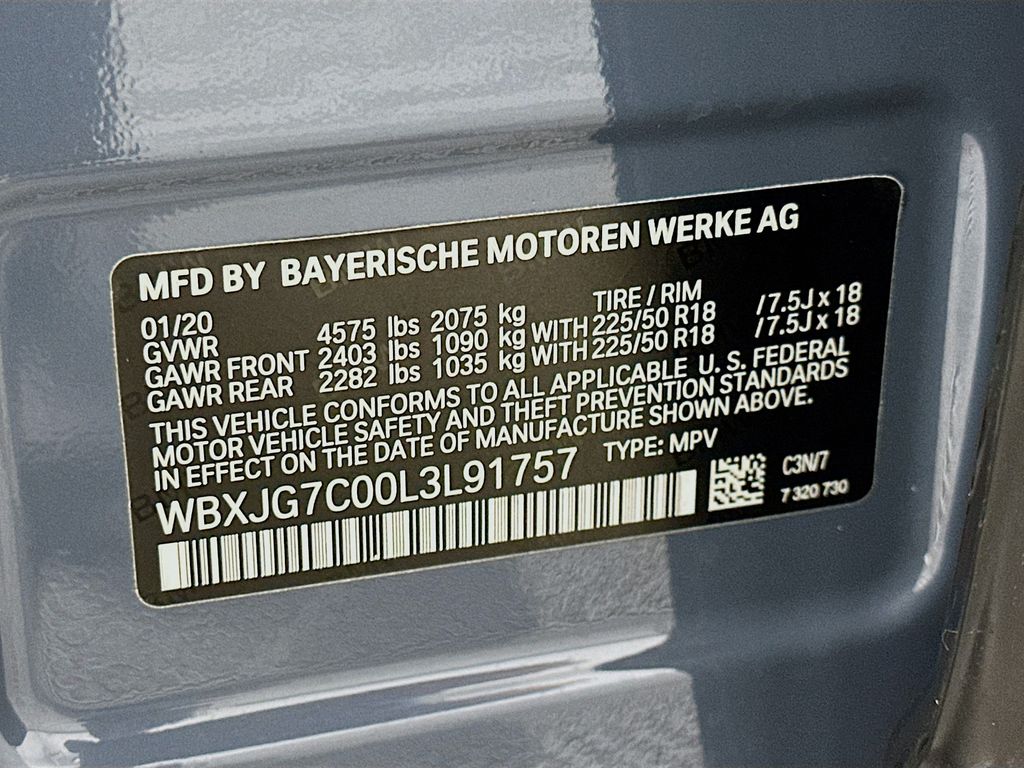 MFD BY BAYERISCHE MOTOREN WERKE AG
01/20 TIRE / RIM
GVWR 4575 lbs 2075 kg
GAWR FRONT 2403 lbs 1090 kg WITH 225/50 R18 /7.5J x 18
GAWR REAR 2282 lbs 1035 kg WITH 225/50 R18 /7.5J x 18
THIS VEHICLE CONFORMS TO ALL APPLICABLE U. S. FEDERAL
MOTOR VEHICLE SAFETY AND THEFT PREVENTION STANDARDS
IN EFFECT ON THE DATE OF MANUFACTURE SHOWN ABOVE.
WBXJG7C00L3L91757 TYPE: MPV
C3N/7
7 320 730